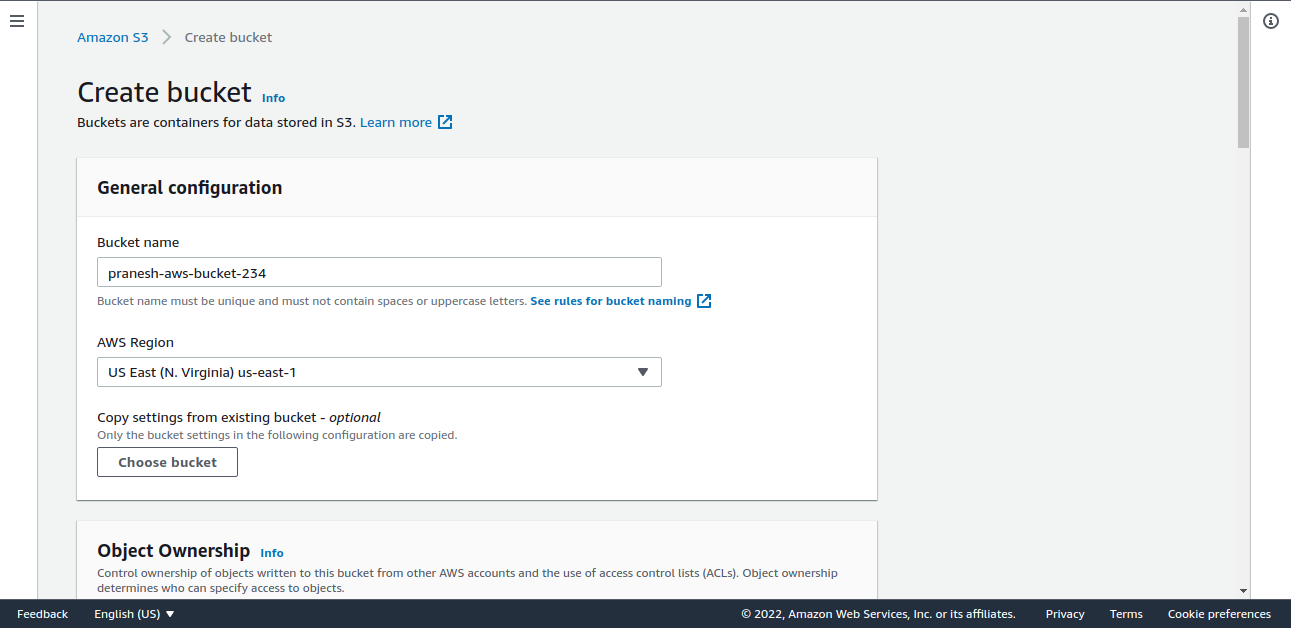 Amazon S3 Create bucket
Create bucket Info
Buckets are containers for data stored in S3. Learn more
General configuration
Bucket name
pranesh-aws-bucket-234
Bucket name must be unique and must not contain spaces or uppercase letters. See rules for bucket naming
AWS Region
US East (N. Virginia) us-east-1
Copy settings from existing bucket - optional
Only the bucket settings in the following configuration are copied.
Choose bucket
Object Ownership Info
Control ownership of objects written to this bucket from other AWS accounts and the use of access control lists (ACLs). Object ownership
determines who can specify access to objects.
Feedback English (US) © 2022, Amazon Web Services, Inc. or its affiliates. Privacy Terms Cookie preferences